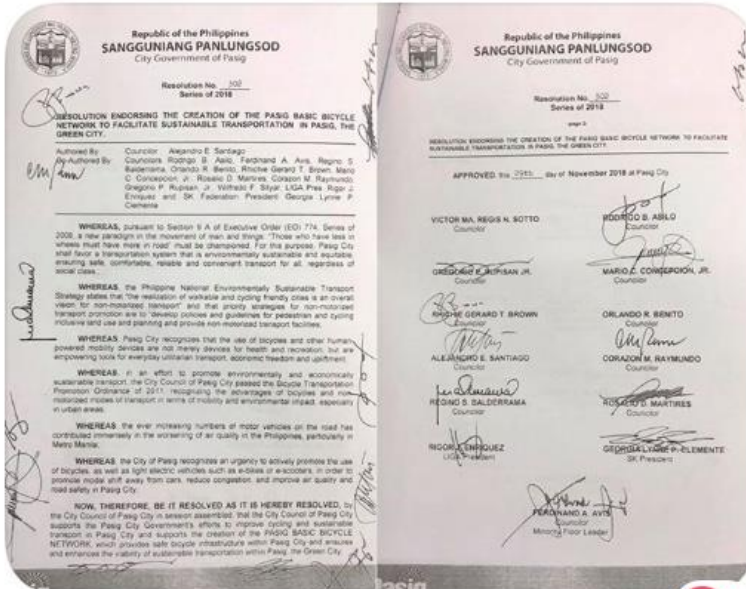 Republic of the Philippines
SANGGUNIANG PANLUNGSOD
City Government of Pasig
Resolution No.
Series of 2018
RESOLUTION ENDORSING THE CREATION OF THE PASIG BASIC BICYCLE
NETWORK TO FACILITATE SUSTAINABLE TRANSPORTATION IN PASIG, THE
GREEN CITY.
Authored By: Councilor Alejandro E. Santiago
Co-Authored By: Councilors Rodrigo B. Asilo, Ferdinand A. Avis, Regino S.
Balderrama, Orlando R. Benito, Rhichie Gerard T. Brown, Mario
C. Concepcion, Jr. Rosalio D. Martires, Corazon M. Raymundo,
Gregorio P. Rupisan, Jr. Wilfredo F. Sityar, LIGA Pres. Rigor J.
Enriquez and SK Federation President Georgia Lynne P.
Clemente
WHEREAS, pursuant to Section 9 A of Executive Order (EO) 774, Series of
2008, a new paradigm in the movement of man and things: "Those who have less in
wheels must have more in road" must be championed. For this purpose, Pasig City
shall favor a transportation system that is environmentally sustainable and equitable,
ensuring safe, comfortable, reliable and convenient transport for all, regardless of
social class.
WHEREAS, the Philippine National Environmentally Sustainable Transport
Strategy states that "the realization of walkable and cycling friendly cities is an overall
vision for non-motorized transport" and that priority strategies for non-motorized
transport promotion are to "develop policies and guidelines for pedestrian and cycling
inclusive land use and planning and provide non-motorized transport facilities.
WHEREAS, Pasig City recognizes that the use of bicycles and other human
powered mobility devices are not merely devices for health and recreation, but are
empowering tools for everyday utilitarian transport, economic freedom and upliftment.
WHEREAS, in an effort to promote environmentally and economically
sustainable transport, the City Council of Pasig City passed the Bicycle Transportation
Promotion Ordinance of 2011, recognizing the advantages of bicycles and non-
motorized modes of transport in terms of mobility and environmental impact, especially
in urban areas.
WHEREAS, the ever increasing numbers of motor vehicles on the road has
contributed immensely in the worsening of air quality in the Philippines, particularly in
Metro Manila.
WHEREAS, the City of Pasig recognizes an urgency to actively promote the use
of bicycles, as well as light electric vehicles such as e-bikes or e-scooters, in order to
promote modal shift away from cars, reduce congestion, and improve air quality and
road safety in Pasig City.
NOW, THEREFORE, BE IT RESOLVED AS IT IS HEREBY RESOLVED, by
the City Council of Pasig City in session assembled, that the City Council of Pasig City
supports the Pasig City Government's efforts to improve cycling and sustainable
transport in Pasig City and supports the creation of the PASIG BASIC BICYCLE
NETWORK, which provides safe bicycle infrastructure within Pasig City and ensures
and enhances the viability of sustainable transportation within Pasig, the Green City.
Republic of the Philippines
SANGGUNIANG PANLUNGSOD
City Government of Pasig
Resolution No.
Series of 2018
RESOLUTION ENDORSING THE CREATION OF THE PASIG BASIC BICYCLE NETWORK TO FACILITATE
SUSTAINABLE TRANSPORTATION IN PASIG, THE GREEN CITY.
APPROVED, this 29th day of November 2018 at Pasig City
VICTOR MA. REGIS N. SOTTO
Councilor
RODRIGO B. ASILO
Councilor
GREGORIO P. RUPISAN JR.
Councilor
MARIO C. CONCEPCION, JR.
Councilor
RHICHIE GERARD T. BROWN
Councilor
ORLANDO R. BENITO
Councilor
ALEJANDRO E. SANTIAGO
Councilor
CORAZON M. RAYMUNDO
Councilor
REGINO S. BALDERRAMA
Councilor
ROSALIO D. MARTIRES
Councilor
RIGOR J. ENRIQUEZ
LIGA President
GEORGIA LYNNE P. CLEMENTE
SK President
FERDINAND A. AVIS
Councilor
Minority Floor Leader
Pasig